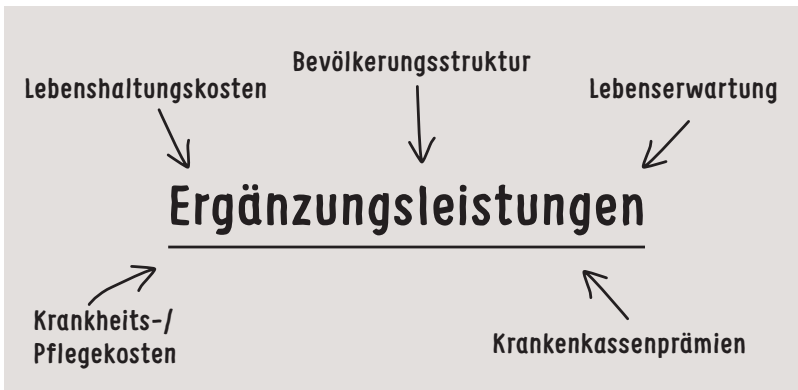 Bevölkerungsstruktur
Lebenshaltungskosten
Lebenserwartung
Ergänzungsleistungen
Krankheits-/
Pflegekosten
Krankenkassenprämien